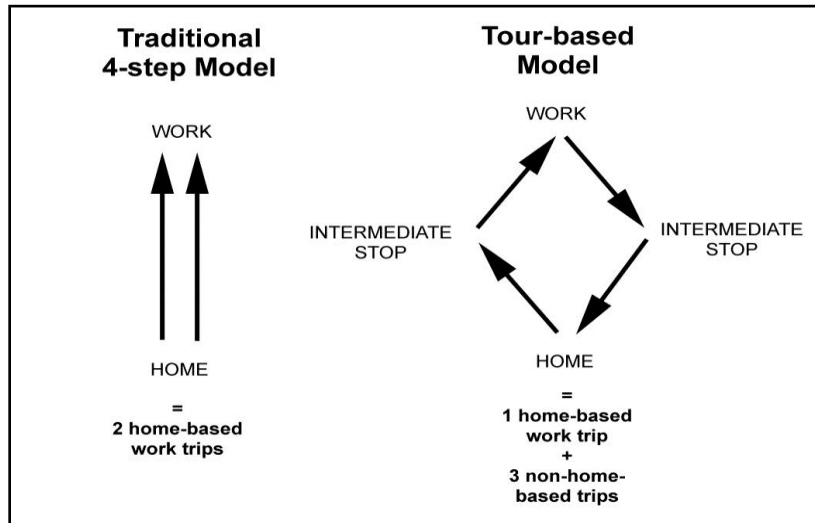 Traditional
4-step Model
WORK
HOME
=
2 home-based
work trips
Tour-based
Model
WORK
INTERMEDIATE
STOP
INTERMEDIATE
STOP
HOME
=
1 home-based
work trip
+
3 non-home-
based trips